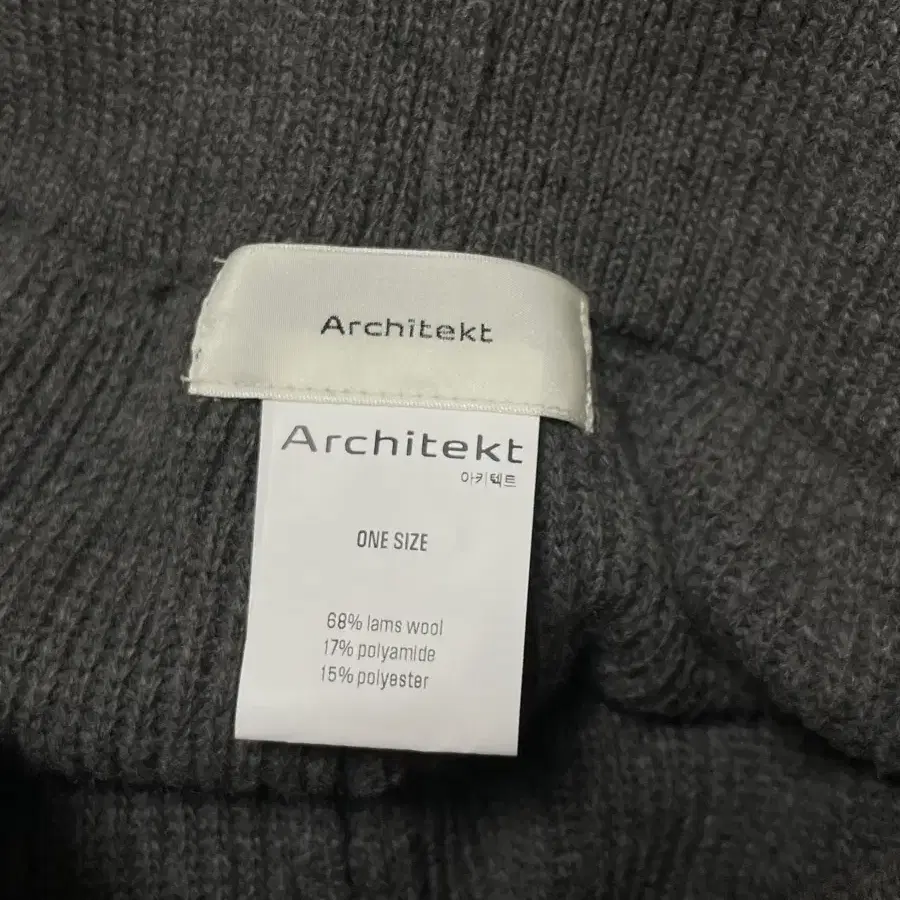 Architekt
Architekt
아키텍트
ONE SIZE
68% lams wool
17% polyamide
15% polyester